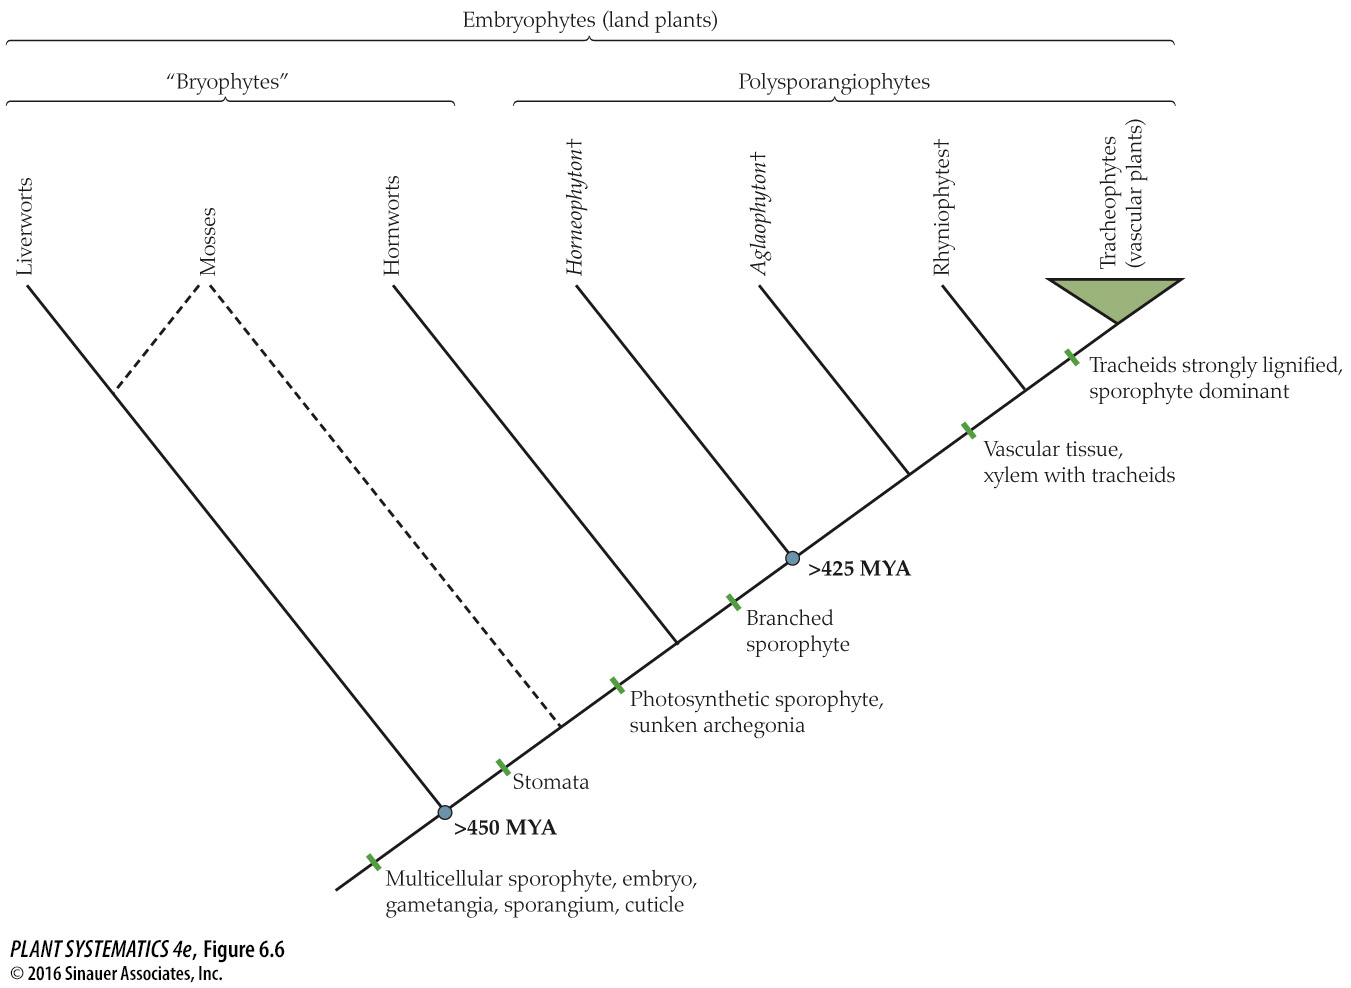 Embryophytes (land plants)
“Bryophytes”
Polysporangiophytes
Liverworts
Mosses
Hornworts
Horneophyton†
Aglaophyton†
Rhyniophytes†
Tracheophytes
(vascular plants)
Tracheids strongly lignified,
sporophyte dominant
Vascular tissue,
xylem with tracheids
>425 MYA
Branched
sporophyte
Photosynthetic sporophyte,
sunken archegonia
Stomata
>450 MYA
Multicellular sporophyte, embryo,
gametangia, sporangium, cuticle
PLANT SYSTEMATICS 4e, Figure 6.6
© 2016 Sinauer Associates, Inc.